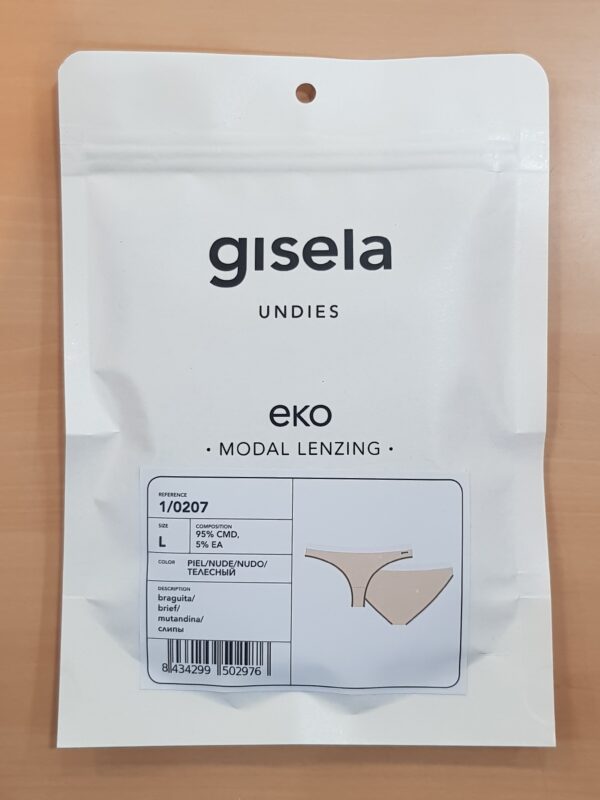 gisela
UNDIES
eko
• MODAL LENZING •
REFERENCE
1/0207
SIZE
L
COMPOSITION
95% CMD,
5% EA
COLOR
PIEL/NUDE/NUDO/
ТЕЛЕСНЫЙ
DESCRIPTION
braguita/
brief/
mutandina/
слипы
8 434299 502976